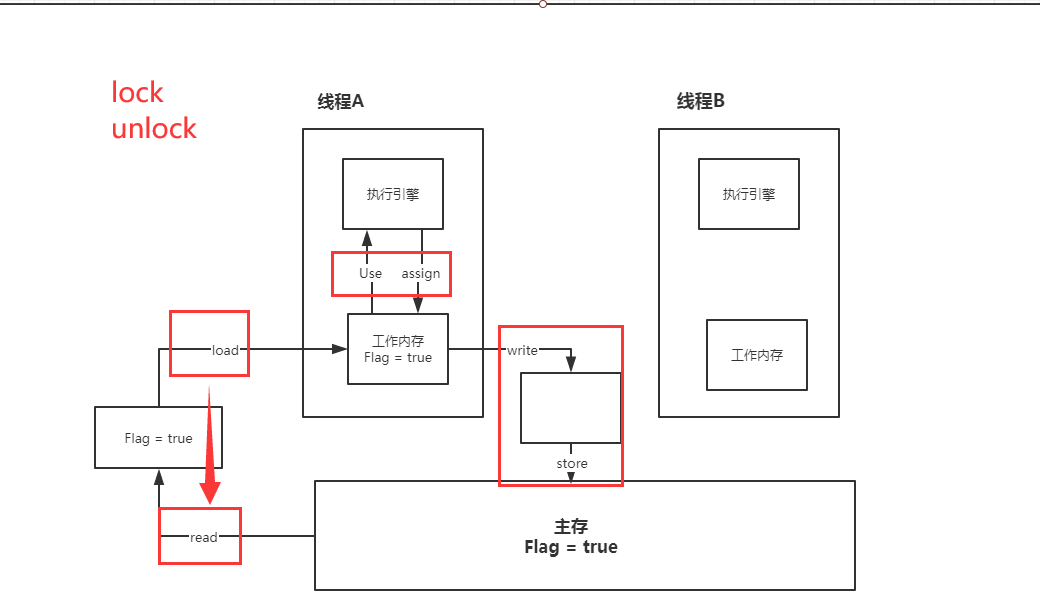 lock
unlock
线程A
线程B
执行引擎
执行引擎
Use
assign
工作内存
Flag = true
工作内存
load
write
Flag = true
store
read
主存
Flag = true